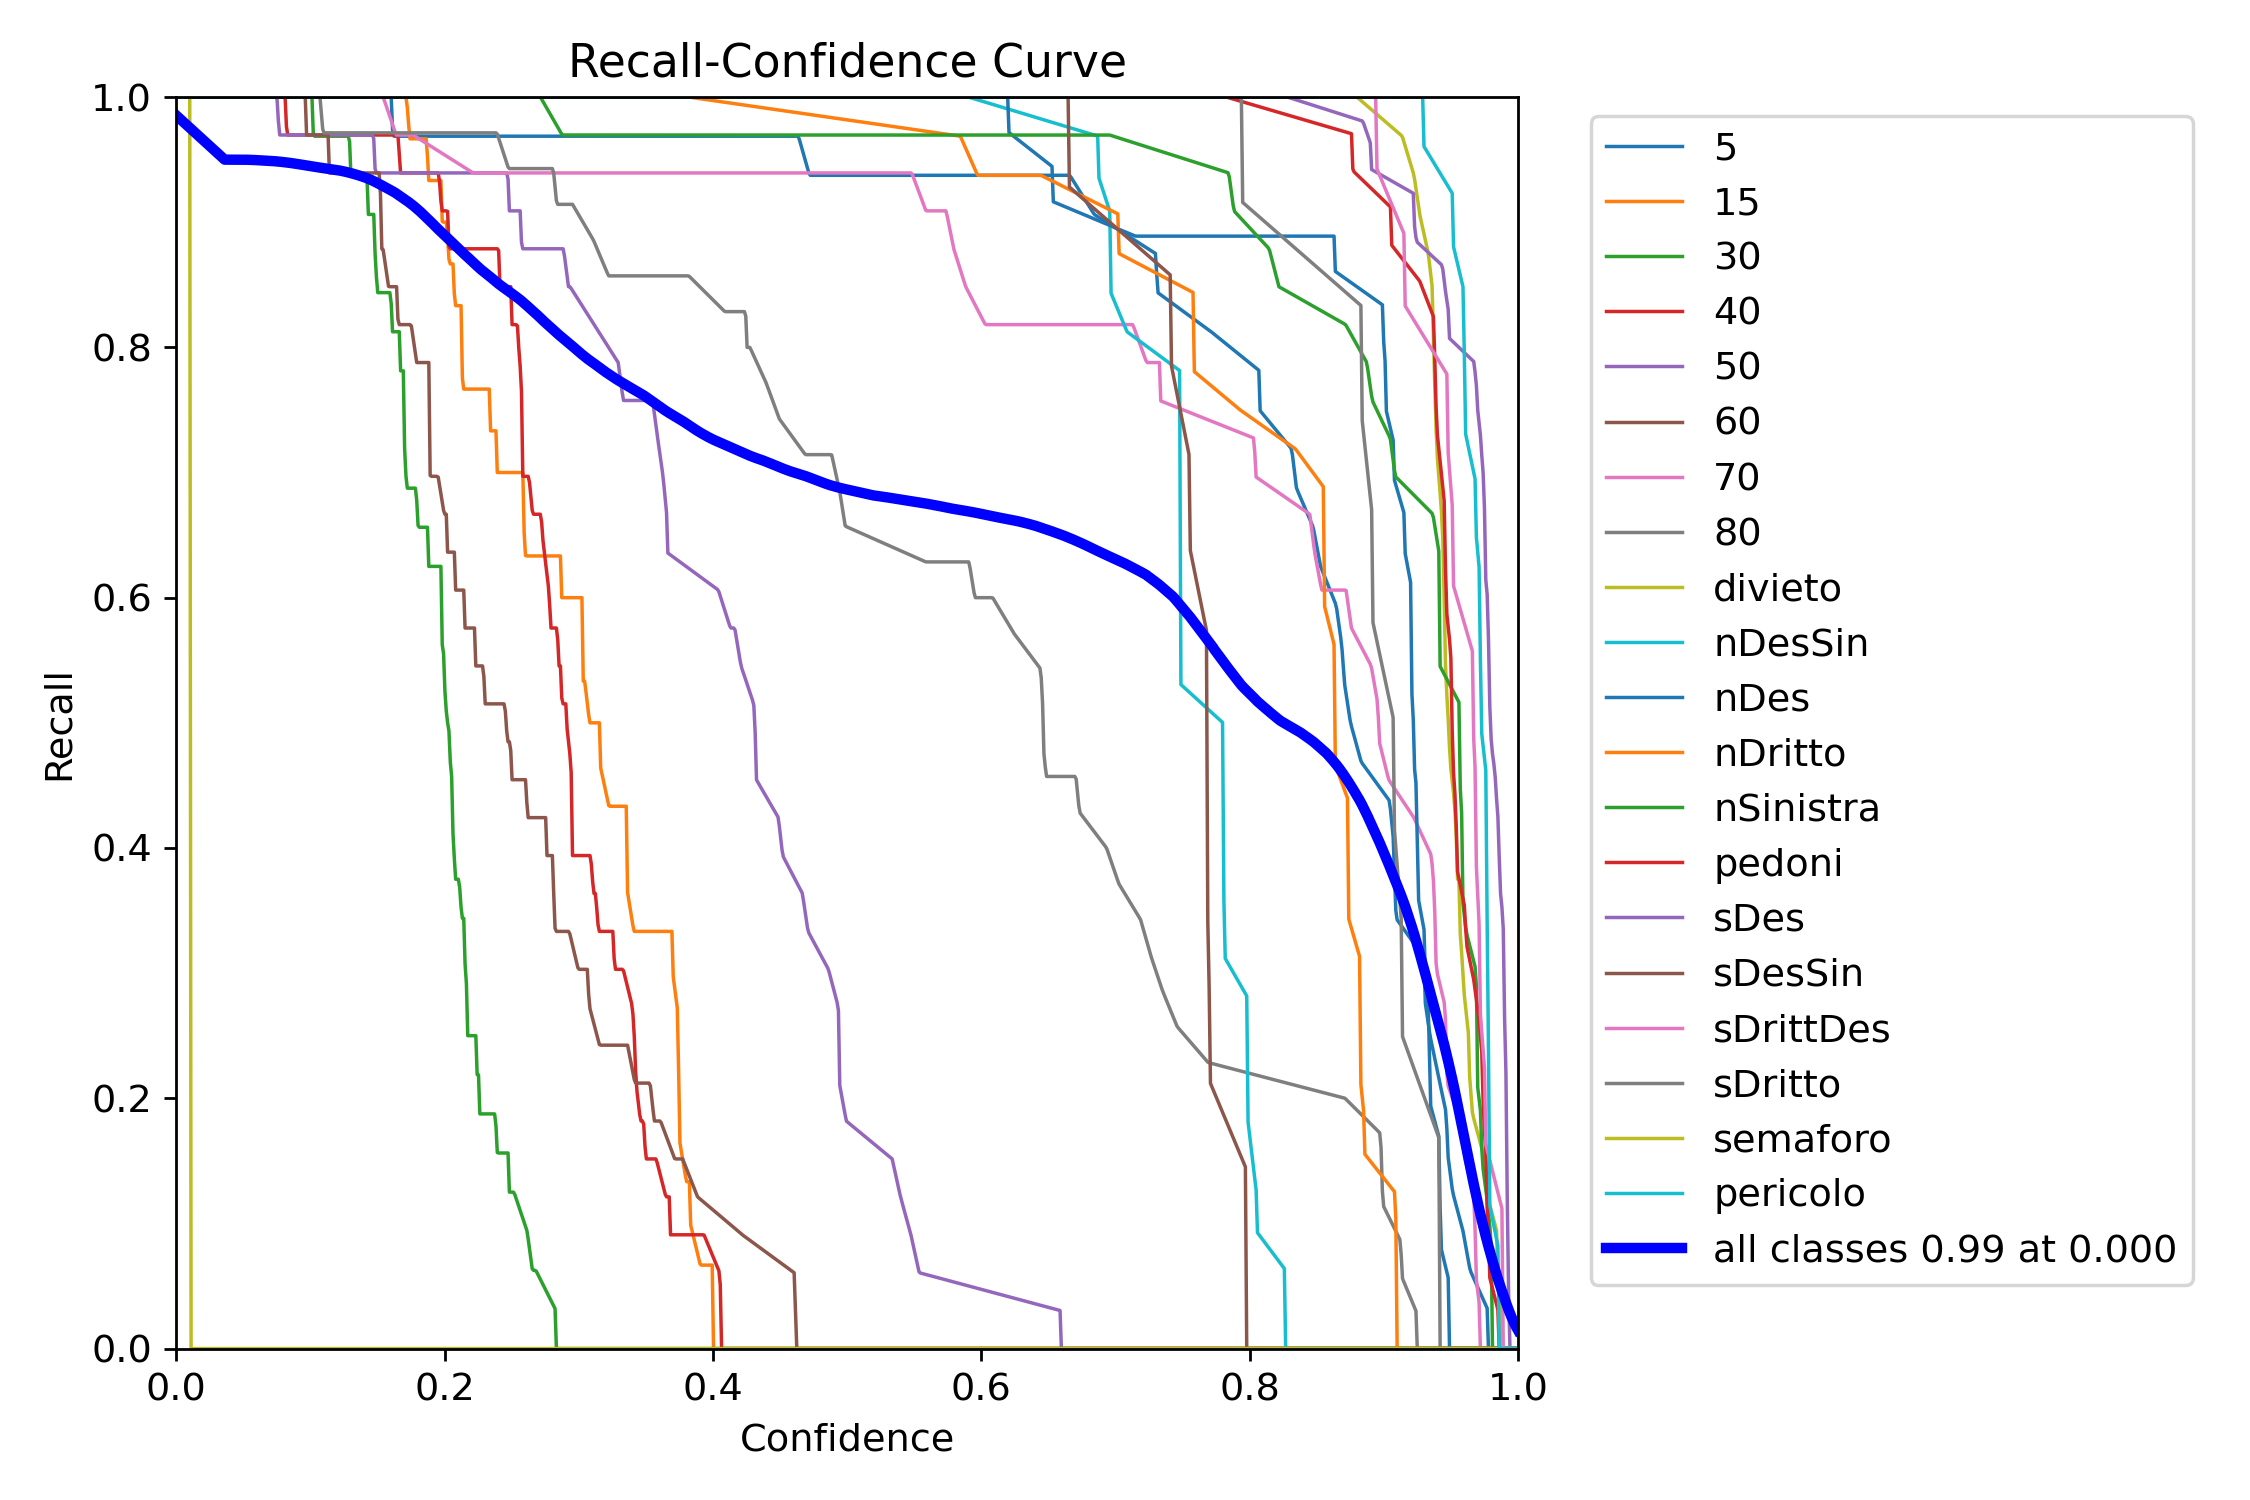 Recall-Confidence Curve
1.0
0.8
0.6
0.4
0.2
0.0
Recall
0.0 0.2 0.4 0.6 0.8 1.0
Confidence
5
15
30
40
50
60
70
80
divieto
nDesSin
nDes
nDritto
nSinistra
pedoni
sDes
sDesSin
sDrittDes
sDritto
semaforo
pericolo
all classes 0.99 at 0.000